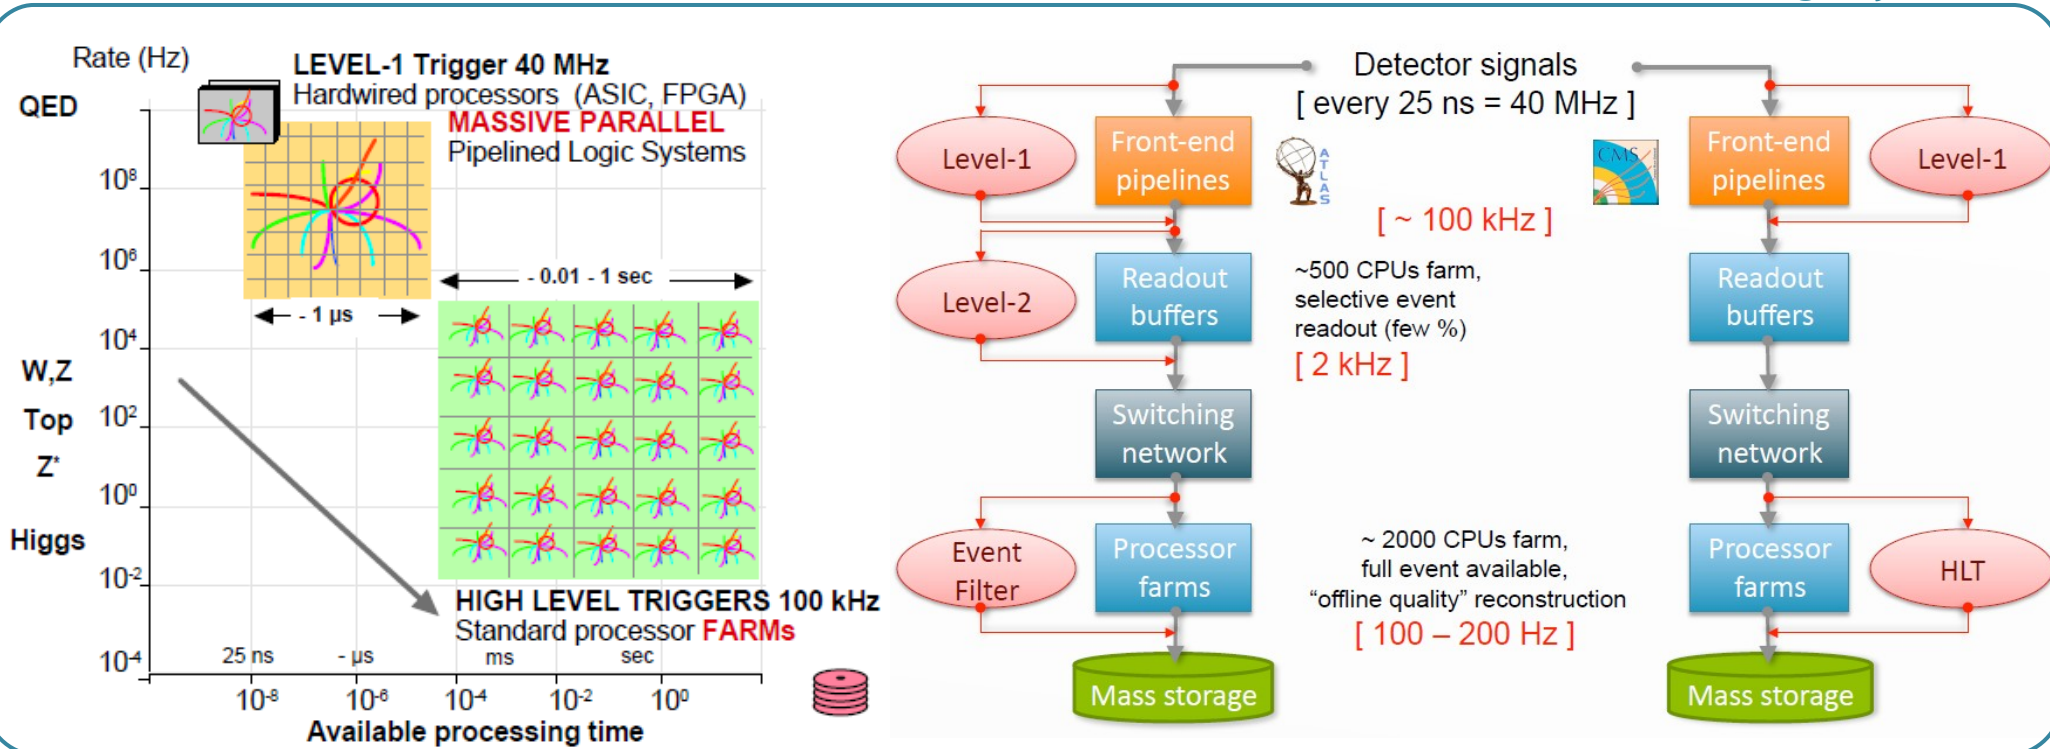 Rate (Hz)
LEVEL-1 Trigger 40 MHz
Hardwired processors (ASIC, FPGA)
MASSIVE PARALLEL
Pipelined Logic Systems
QED
10⁸
10⁶
- 0.01 - 1 sec
- 1 µs
10⁴
W,Z
10²
Top
Z*
10⁰
Higgs
10⁻²
HIGH LEVEL TRIGGERS 100 kHz
Standard processor FARMs
10⁻⁴
25 ns
- µs
ms
sec
10⁻⁸
10⁻⁶
10⁻⁴
10⁻²
10⁰
Available processing time
Detector signals
[ every 25 ns = 40 MHz ]
Level-1
Front-end
pipelines
ATLAS
CMS
Front-end
pipelines
Level-1
[ ~ 100 kHz ]
Level-2
Readout
buffers
~500 CPUs farm,
selective event
readout (few %)
[ 2 kHz ]
Readout
buffers
Switching
network
Switching
network
Event
Filter
Processor
farms
~ 2000 CPUs farm,
full event available,
“offline quality” reconstruction
[ 100 – 200 Hz ]
Processor
farms
HLT
Mass storage
Mass storage